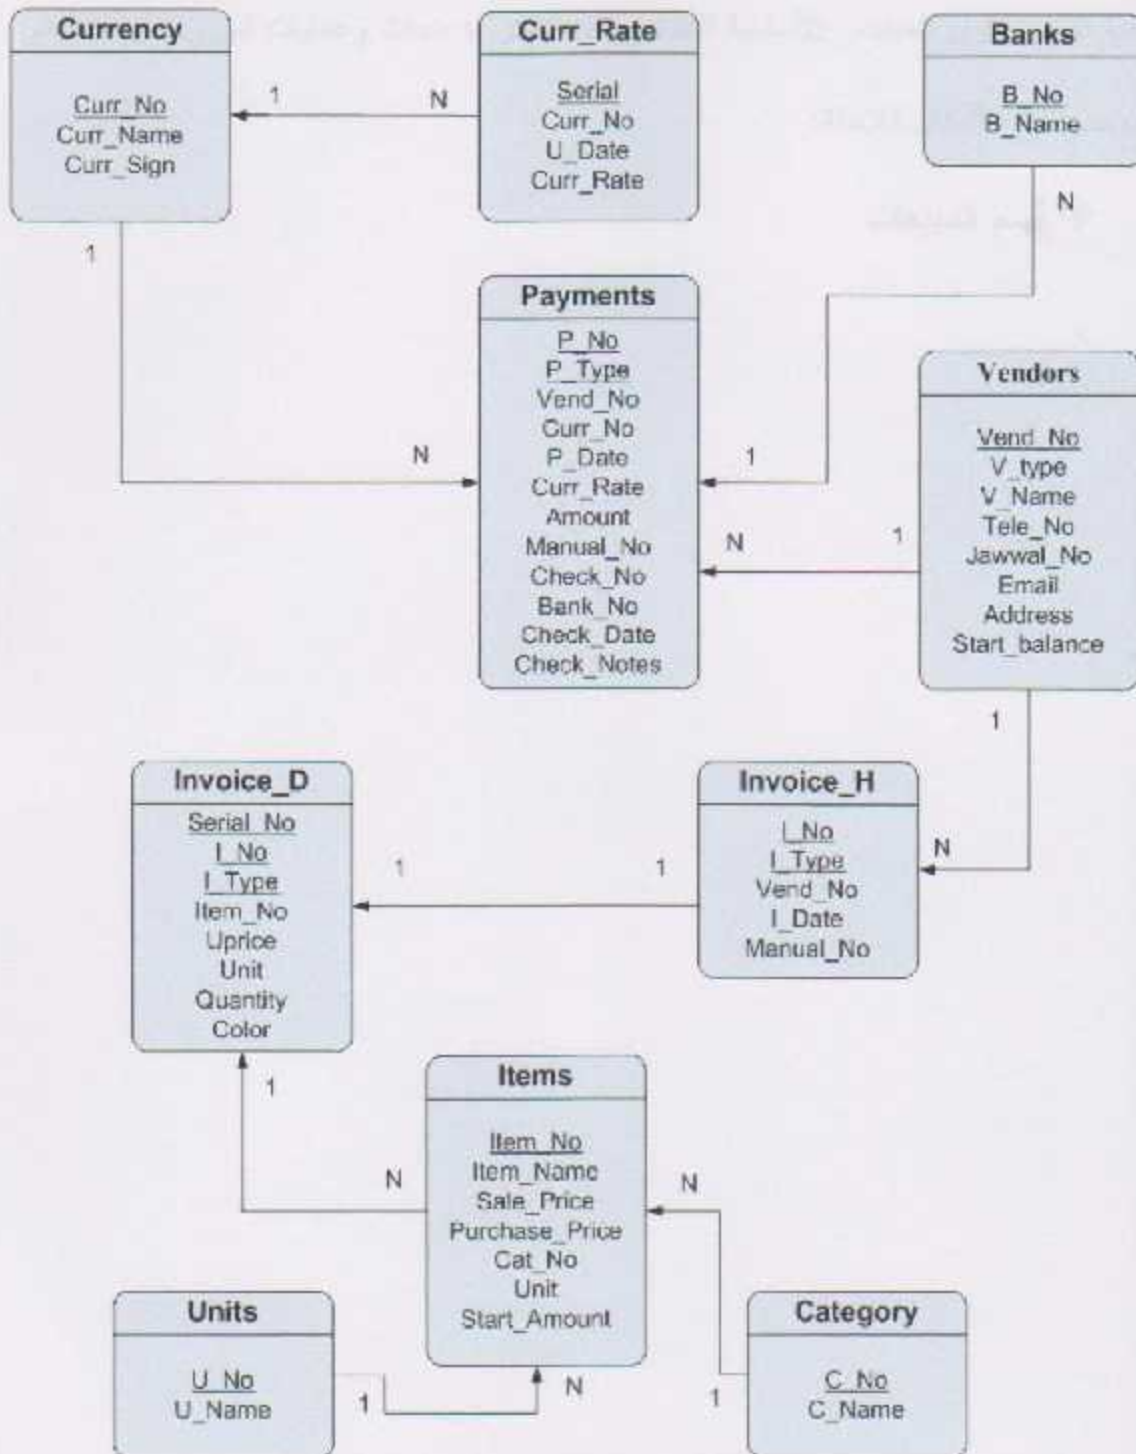 Currency
Curr_No
Curr_Name
Curr_Sign
1
N
Curr_Rate
Serial
Curr_No
U_Date
Curr_Rate
Banks
B_No
B_Name
N
1
N
Payments
P_No
P_Type
Vend_No
Curr_No
P_Date
Curr_Rate
Amount
Manual_No
Check_No
Bank_No
Check_Date
Check_Notes
1
N
1
Vendors
Vend_No
V_type
V_Name
Tele_No
Jawwal_No
Email
Address
Start_balance
1
N
Invoice_D
Serial_No
I_No
I_Type
Item_No
Uprice
Unit
Quantity
Color
1
1
Invoice_H
I_No
I_Type
Vend_No
I_Date
Manual_No
1
N
Items
Item_No
Item_Name
Sale_Price
Purchase_Price
Cat_No
Unit
Start_Amount
N
1
Units
U_No
U_Name
1
N
Category
C_No
C_Name